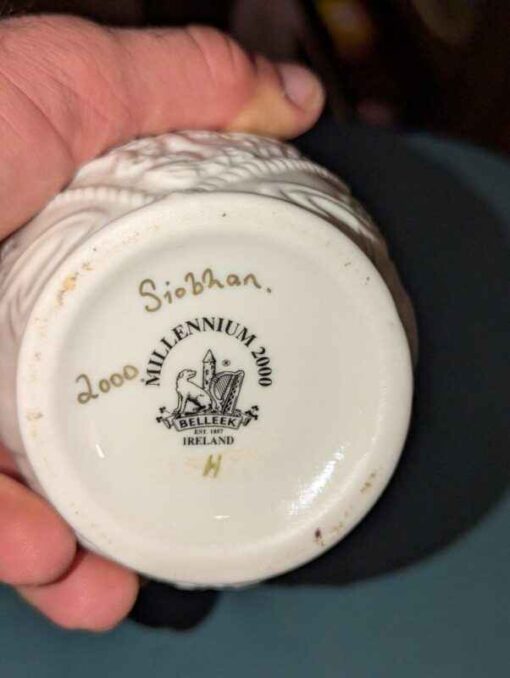 Siobhan.
2000
MILLENNIUM 2000
®
BELLEEK
EST. 1857
IRELAND
H